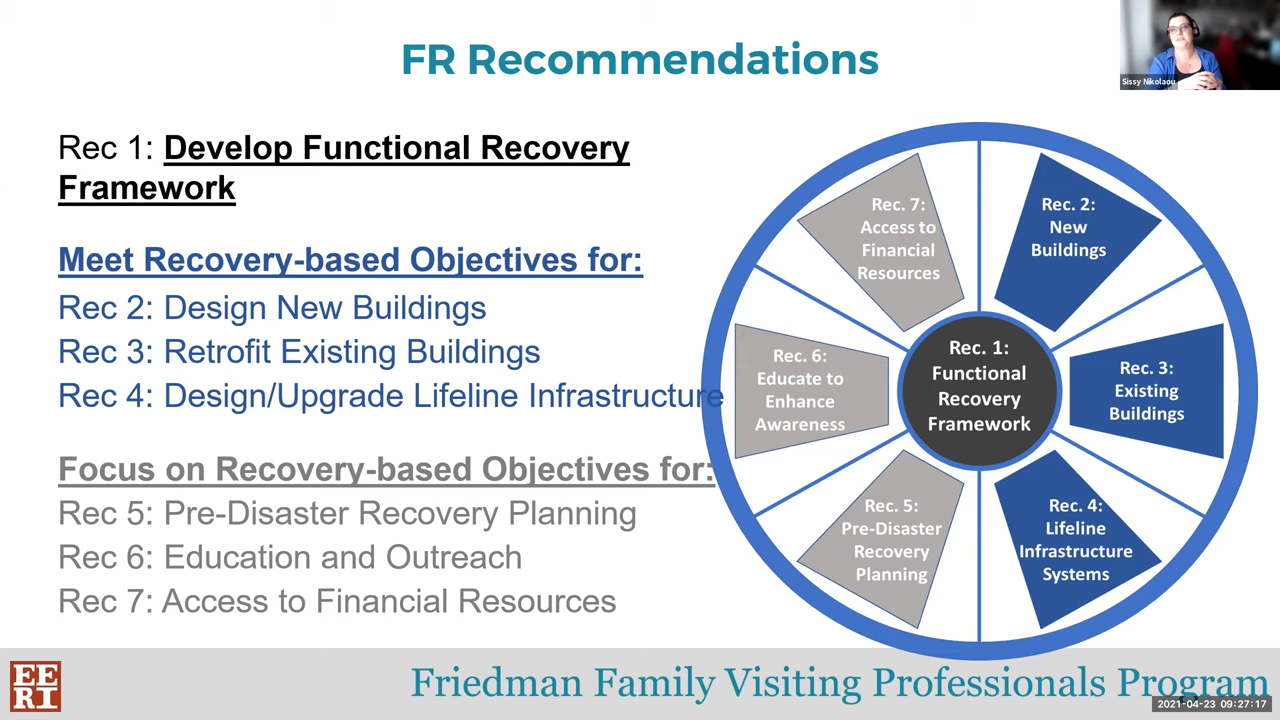 FR Recommendations
Sissy Nikolaou
Rec 1: Develop Functional Recovery
Framework
Meet Recovery-based Objectives for:
Rec 2: Design New Buildings
Rec 3: Retrofit Existing Buildings
Rec 4: Design/Upgrade Lifeline Infrastructure
Focus on Recovery-based Objectives for:
Rec 5: Pre-Disaster Recovery Planning
Rec 6: Education and Outreach
Rec 7: Access to Financial Resources
Rec. 7:
Access to
Financial
Resources
Rec. 2:
New
Buildings
Rec. 6:
Educate to
Enhance
Awareness
Rec. 1:
Functional
Recovery
Framework
Rec. 3:
Existing
Buildings
Rec. 5:
Pre-Disaster
Recovery
Planning
Rec. 4:
Lifeline
Infrastructure
Systems
EE
RI
Friedman Family Visiting Professionals Program
2021-04-23 09:27:17